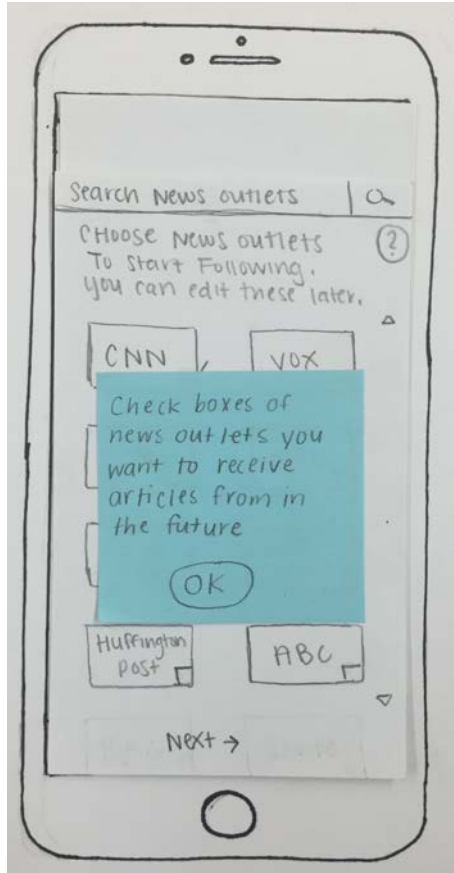 Search News outlets
CHOOSE News outlets
To Start Following.
you can edit these later.
?
CNN
VOX
Check boxes of
news outlets you
want to receive
articles from in
the future
OK
Huffington
Post
ABC
Next →